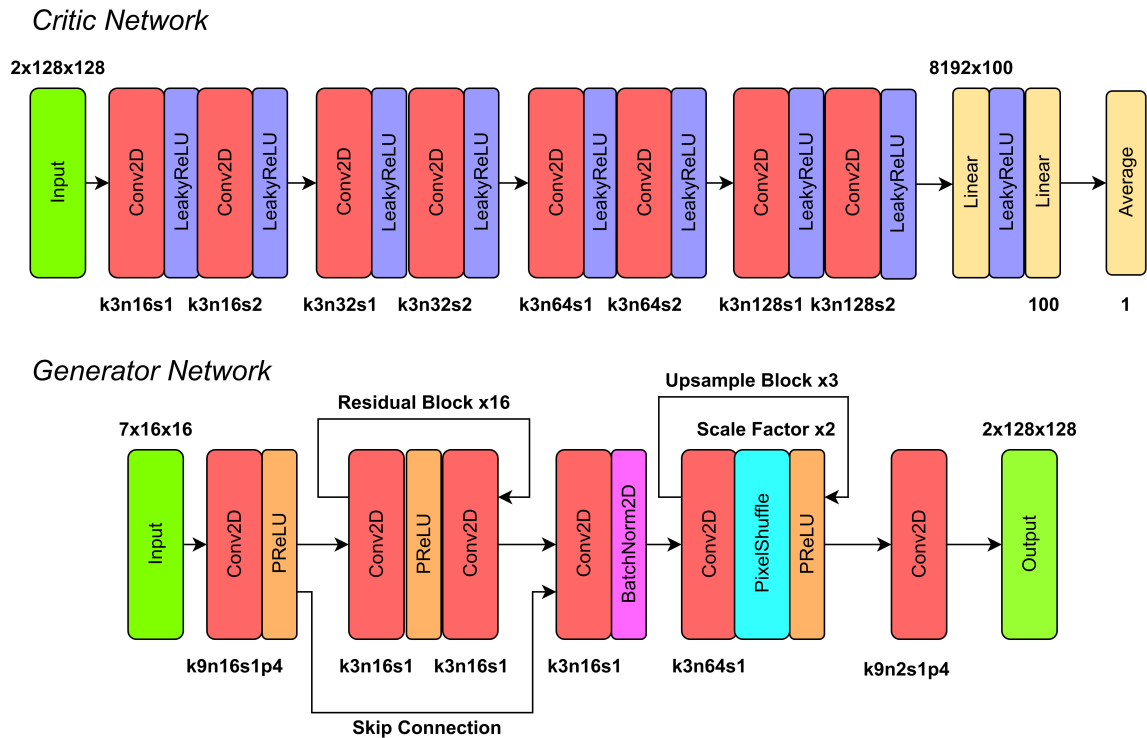 Critic Network
2x128x128
8192x100
Input
Conv2D
LeakyReLU
Conv2D
LeakyReLU
Conv2D
LeakyReLU
Conv2D
LeakyReLU
Conv2D
LeakyReLU
Conv2D
LeakyReLU
Conv2D
LeakyReLU
Conv2D
LeakyReLU
Linear
LeakyReLU
Linear
Average
k3n16s1
k3n16s2
k3n32s1
k3n32s2
k3n64s1
k3n64s2
k3n128s1
k3n128s2
100
1
Generator Network
Upsample Block x3
Residual Block x16
7x16x16
Scale Factor x2
2x128x128
Input
Conv2D
PReLU
Conv2D
PReLU
Conv2D
Conv2D
BatchNorm2D
Conv2D
PixelShuffle
PReLU
Conv2D
Output
k9n16s1p4
k3n16s1
k3n16s1
k3n16s1
k3n64s1
k9n2s1p4
Skip Connection